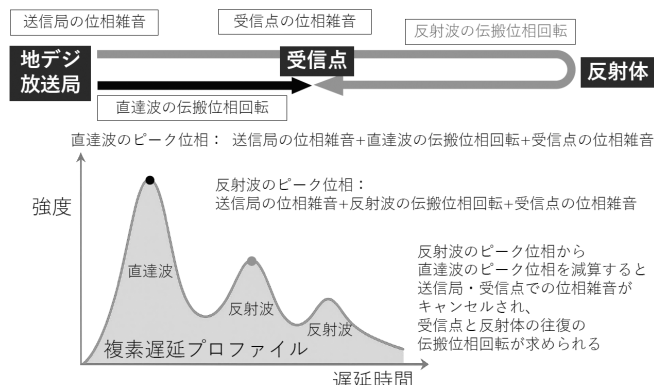 送信局の位相雑音
受信点の位相雑音
反射波の伝搬位相回転
地デジ
放送局
受信点
反射体
直達波の伝搬位相回転
直達波のピーク位相： 送信局の位相雑音+直達波の伝搬位相回転+受信点の位相雑音
強度
反射波のピーク位相：
送信局の位相雑音+反射波の伝搬位相回転+受信点の位相雑音
直達波
反射波
反射波
反射波のピーク位相から
直達波のピーク位相を減算すると
送信局・受信点での位相雑音が
キャンセルされ、
受信点と反射体の往復の
伝搬位相回転が求められる
複素遅延プロファイル
遅延時間